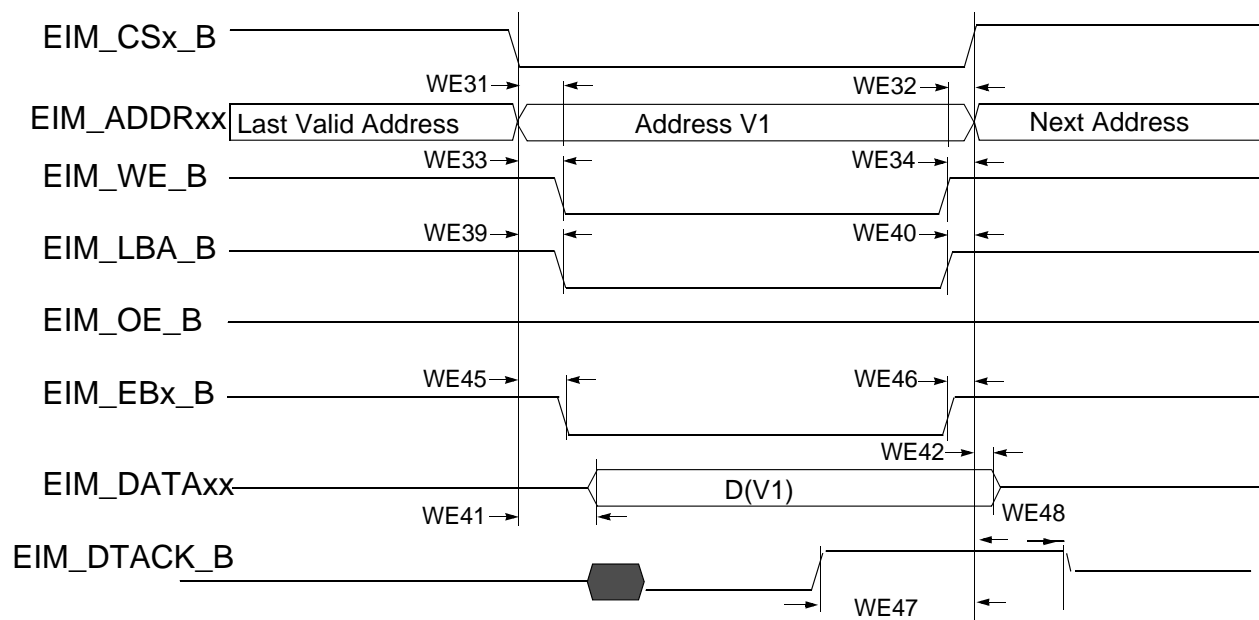 EIM_CSx_B
WE31
WE32
EIM_ADDRxx
Last Valid Address
Address V1
Next Address
WE33
WE34
EIM_WE_B
WE39
WE40
EIM_LBA_B
EIM_OE_B
WE45
WE46
EIM_EBx_B
WE42
EIM_DATAxx
D(V1)
WE41
WE48
EIM_DTACK_B
WE47